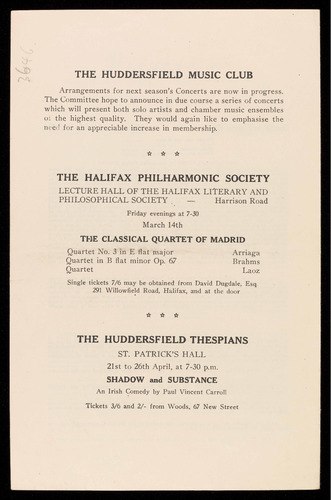 3646.
THE HUDDERSFIELD MUSIC CLUB
Arrangements for next season's Concerts are now in progress.
The Committee hope to announce in due course a series of concerts
which will present both solo artists and chamber music ensembles
of the highest quality. They would again like to emphasise the
need for an appreciable increase in membership.
* * *
THE HALIFAX PHILHARMONIC SOCIETY
LECTURE HALL OF THE HALIFAX LITERARY AND
PHILOSOPHICAL SOCIETY — Harrison Road
Friday evenings at 7-30
March 14th
THE CLASSICAL QUARTET OF MADRID
Quartet No. 3 in E flat major Arriaga
Quartet in B flat minor Op. 67 Brahms
Quartet Laoz
Single tickets 7/6 may be obtained from David Dugdale, Esq
291 Willowfield Road, Halifax, and at the door
* * *
THE HUDDERSFIELD THESPIANS
ST. PATRICK'S HALL
21st to 26th April, at 7-30 p.m.
SHADOW and SUBSTANCE
An Irish Comedy by Paul Vincent Carroll
Tickets 3/6 and 2/- from Woods, 67 New Street